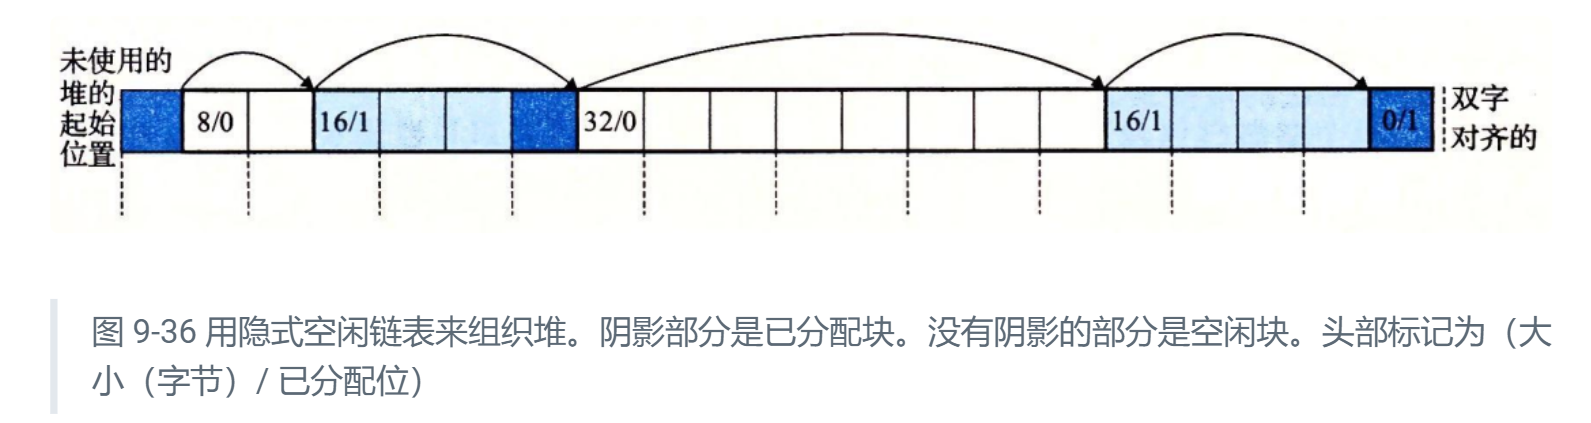 未使用的
堆的
起始
位置
8/0
16/1
32/0
16/1
0/1
双字
对齐的
图 9-36 用隐式空闲链表来组织堆。阴影部分是已分配块。没有阴影的部分是空闲块。头部标记为（大
小（字节）/ 已分配位）